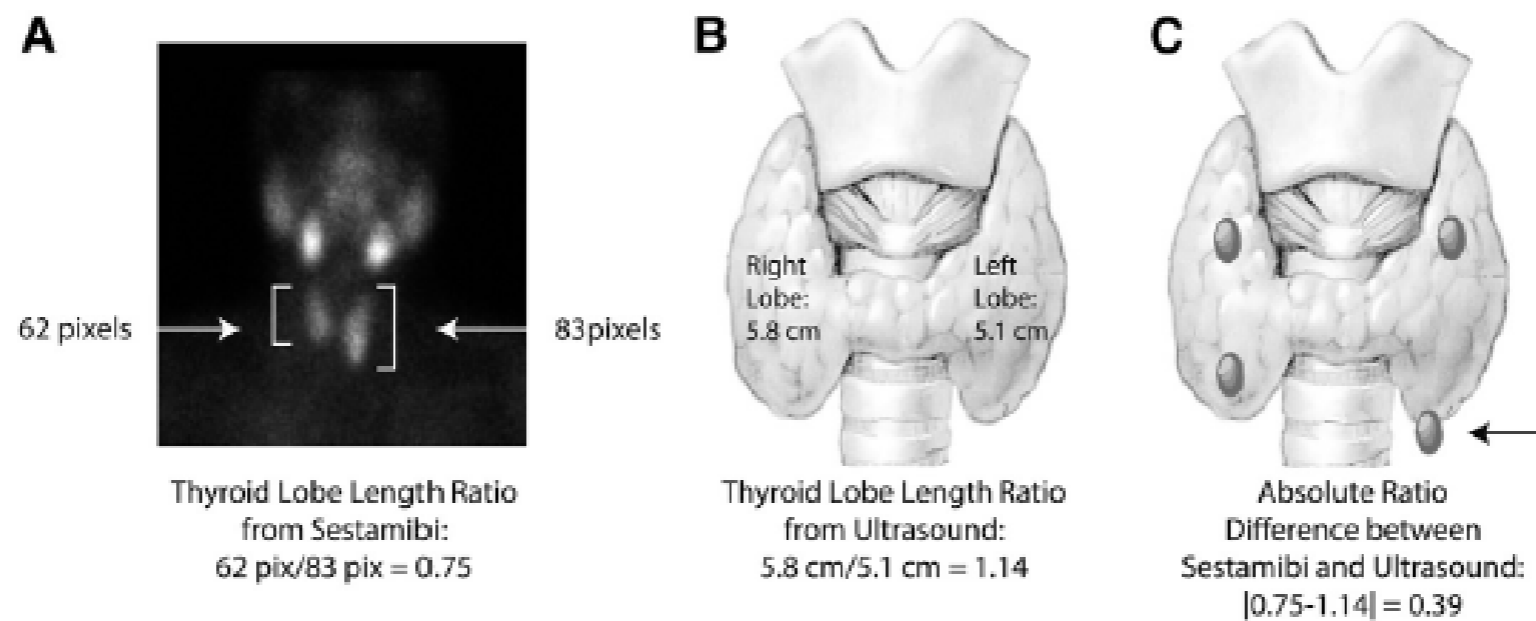 A
62 pixels
83pixels
Thyroid Lobe Length Ratio
from Sestamibi:
62 pix/83 pix = 0.75
B
Right
Lobe:
5.8 cm
Left
Lobe:
5.1 cm
Thyroid Lobe Length Ratio
from Ultrasound:
5.8 cm/5.1 cm = 1.14
C
Absolute Ratio
Difference between
Sestamibi and Ultrasound:
|0.75-1.14| = 0.39